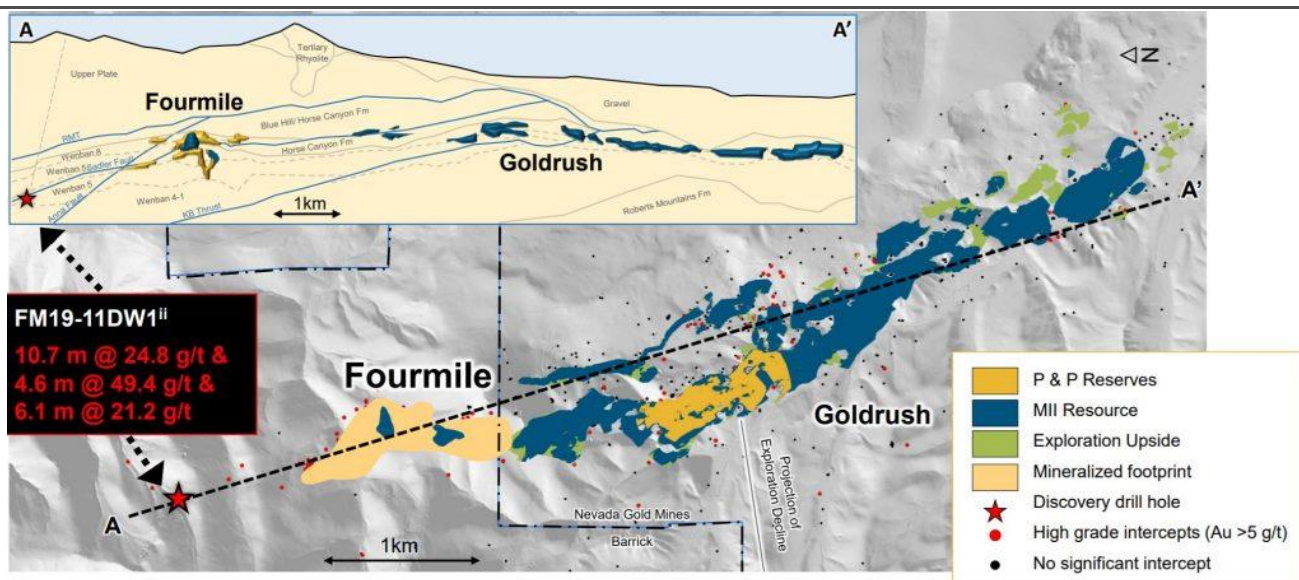 A
A'
Tertiary
Rhyolite
Upper Plate
Fourmile
Gravel
RMT
Blue Hill/ Horse Canyon Fm
Wenban 8
Horse Canyon Fm
Goldrush
Wenban 5
Sadler Fault
Wenban 5
Wenban 4-1
Anna Fault
KB Thrust
Roberts Mountains Fm
1km
N
A'
FM19-11DW1ii
10.7 m @ 24.8 g/t &
4.6 m @ 49.4 g/t &
6.1 m @ 21.2 g/t
Fourmile
Goldrush
A
1km
Nevada Gold Mines
Barrick
Projection of
Exploration Decline
P & P Reserves
MII Resource
Exploration Upside
Mineralized footprint
Discovery drill hole
High grade intercepts (Au >5 g/t)
No significant intercept